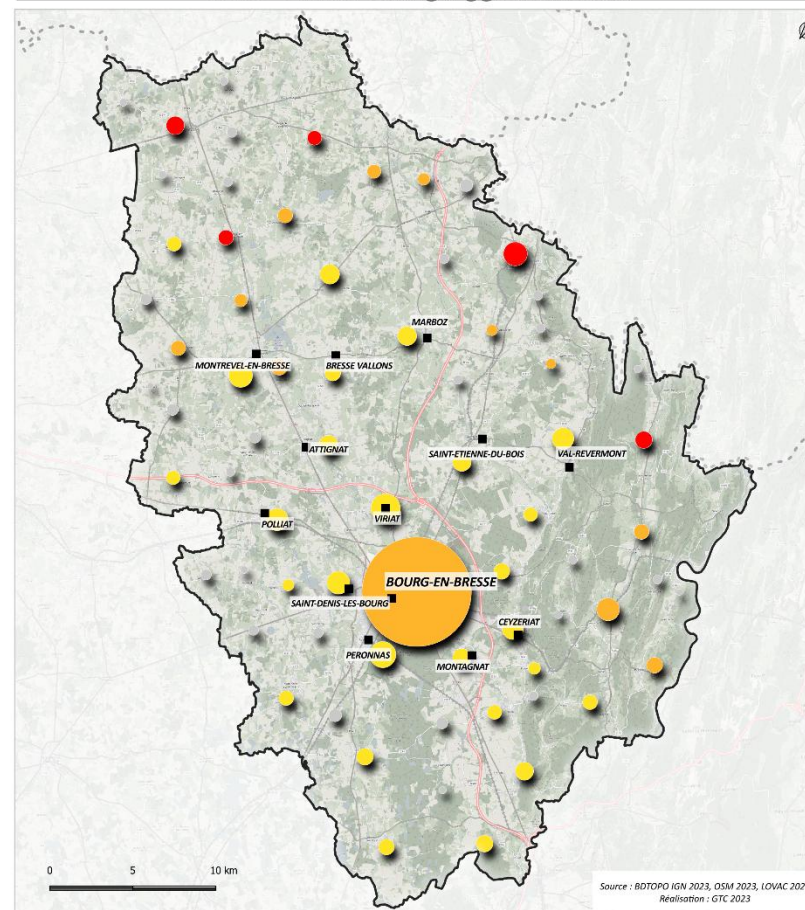 MARBOZ
MONTREVEL-EN-BRESSE
BRESSE VALLONS
ATTIGNAT
SAINT-ETIENNE-DU-BOIS
VAL-REVERMONT
POLLIAT
VIRIAT
BOURG-EN-BRESSE
SAINT-DENIS-LES-BOURG
CEYZERIAT
PERONNAS
MONTAGNAT
0 5 10 km
Source : BDTOPO IGN 2023, OSM 2023, LOVAC 202
Réalisation : GTC 2023